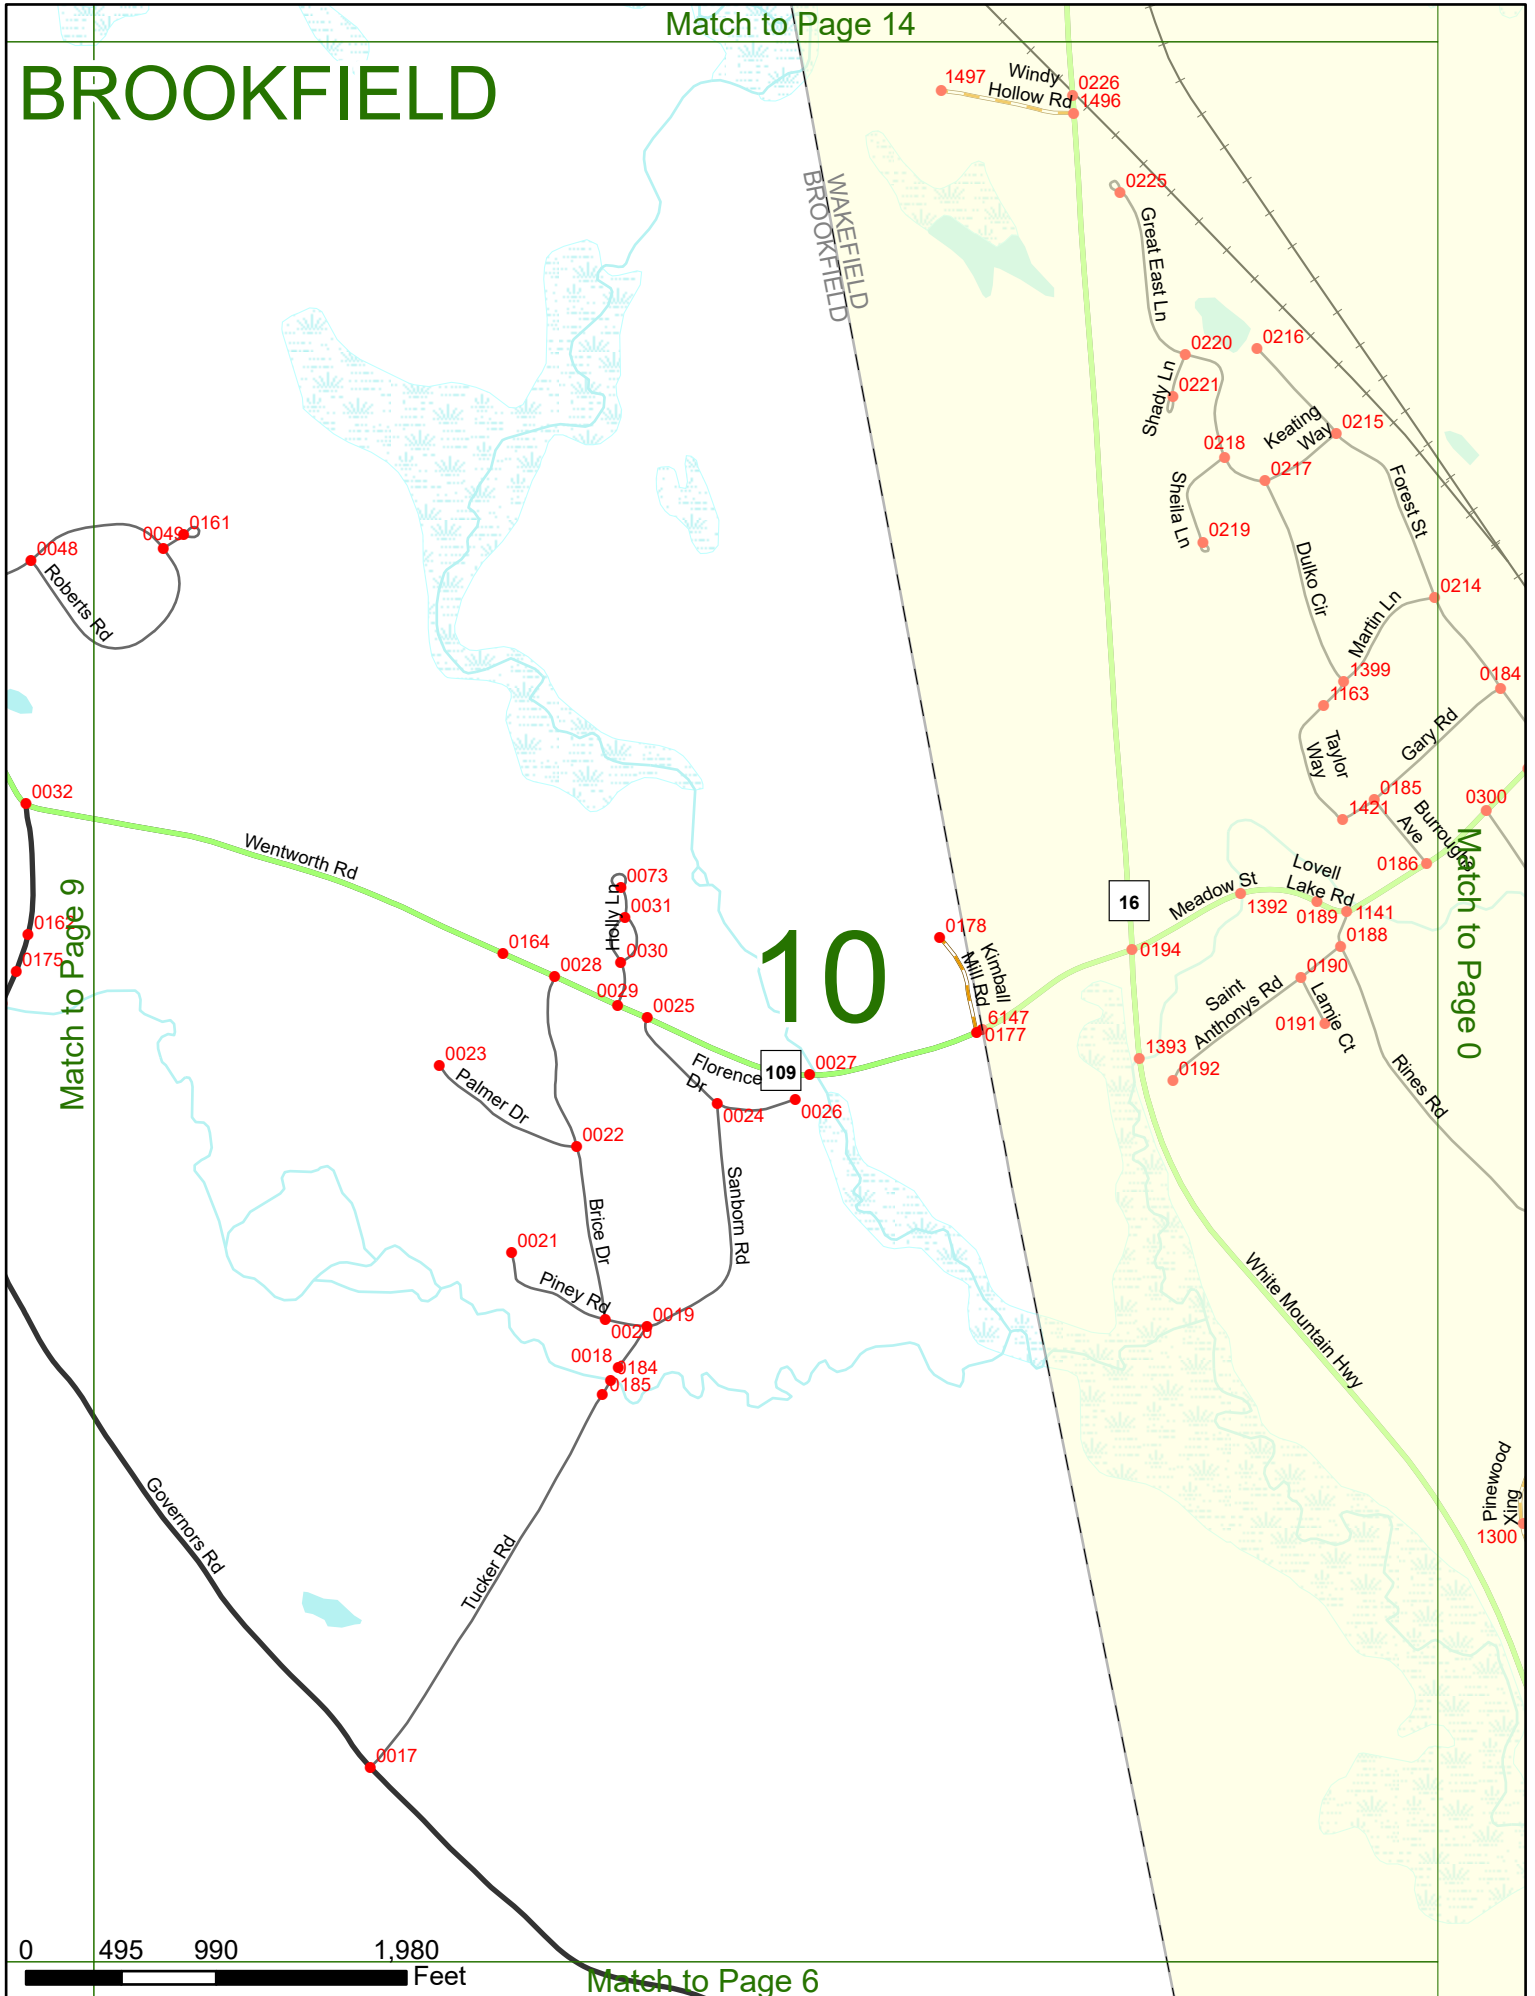 Match to Page 14
BROOKFIELD
1497
Windy
Hollow Rd
0226
1496
WAKEFIELD
BROOKFIELD
0225
Great East Ln
0220
0216
Shady Ln
0221
Keating
Way
0215
0218
0217
Forest St
Sheila Ln
0219
0161
0049
0048
Roberts Rd
Dulko Cir
Martin Ln
0214
1399
1163
0184
Taylor
Way
Gary Rd
0185
1421
Burroughs
Ave
0300
0032
Wentworth Rd
0186
Lovell
Lake Rd
Match to Page 9
Match to Page 0
0073
Holly Ln
0031
16
Meadow St
1392
0189
1141
0162
0164
10
0178
0188
0194
0175
0028
0030
Kimball
Mill Rd
0190
0029
0025
Saint
Anthonys Rd
Lamie Ct
0191
6147
0177
0023
Palmer Dr
Florence
Dr
109
0027
1393
0192
0024
0026
Rines Rd
0022
Brice Dr
Sanborn Rd
0021
Piney Rd
0020
0019
White Mountain Hwy
0018
0184
0185
Governors Rd
Tucker Rd
Pinewood
Xing
1300
0017
0
495
990
1,980
Feet
Match to Page 6